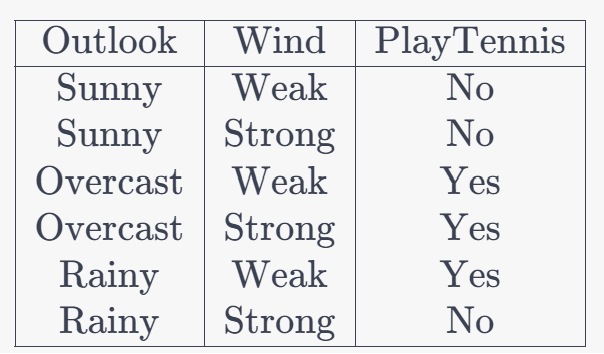 Outlook Wind PlayTennis
Sunny Weak No
Sunny Strong No
Overcast Weak Yes
Overcast Strong Yes
Rainy Weak Yes
Rainy Strong No